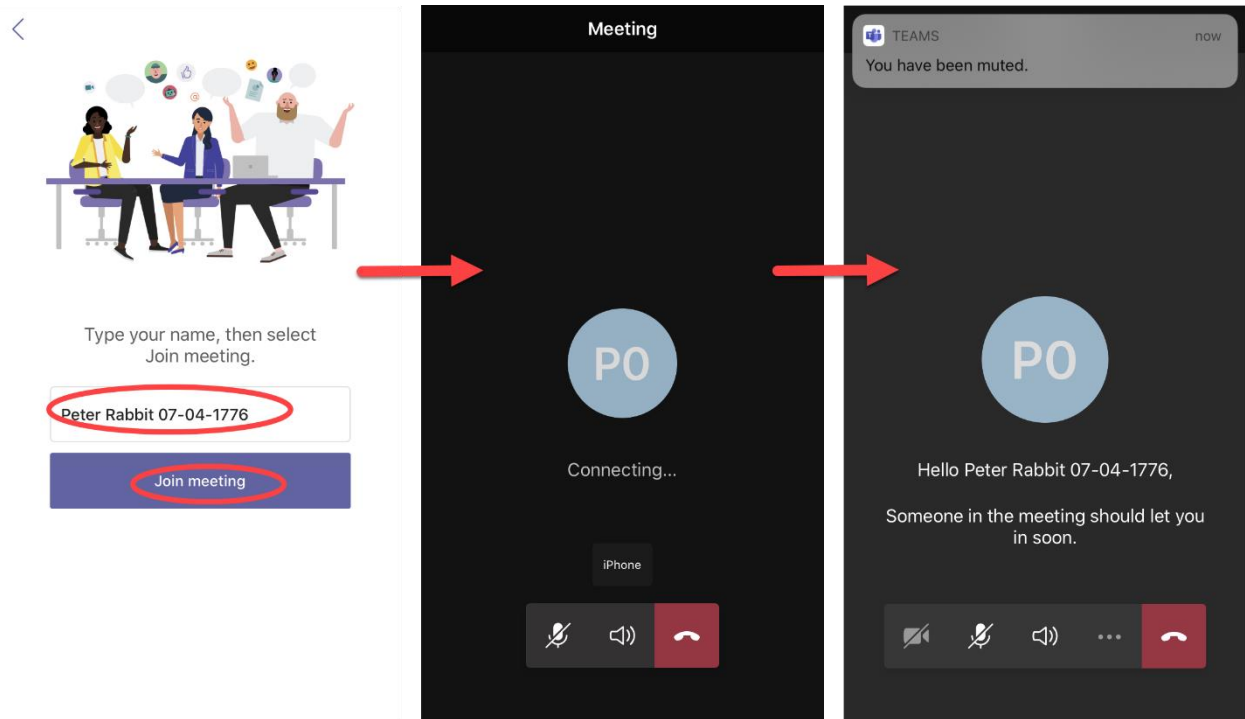 Type your name, then select
Join meeting.
Peter Rabbit 07-04-1776
Join meeting
Meeting
PO
Connecting...
iPhone
TEAMS
now
You have been muted.
PO
Hello Peter Rabbit 07-04-1776,
Someone in the meeting should let you
in soon.